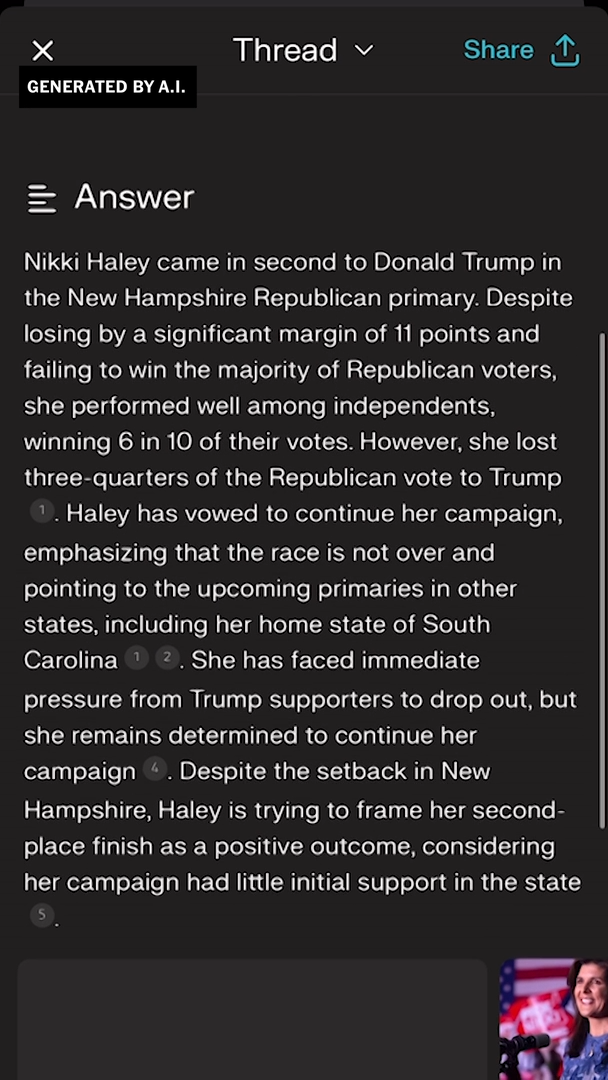 Thread
Share
GENERATED BY A.I.
Answer
Nikki Haley came in second to Donald Trump in
the New Hampshire Republican primary. Despite
losing by a significant margin of 11 points and
failing to win the majority of Republican voters,
she performed well among independents,
winning 6 in 10 of their votes. However, she lost
three-quarters of the Republican vote to Trump
1. Haley has vowed to continue her campaign,
emphasizing that the race is not over and
pointing to the upcoming primaries in other
states, including her home state of South
Carolina 1 2. She has faced immediate
pressure from Trump supporters to drop out, but
she remains determined to continue her
campaign 4. Despite the setback in New
Hampshire, Haley is trying to frame her second-
place finish as a positive outcome, considering
her campaign had little initial support in the state
5.